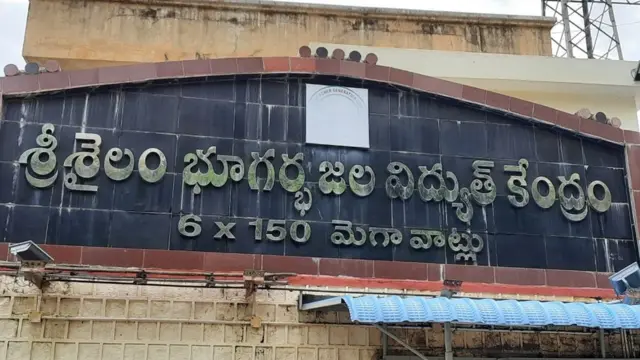 శ్రీ శైలం భూగర్భ జల విద్యుత్ కేంద్రం
6 x 150 మెగా వాట్లు